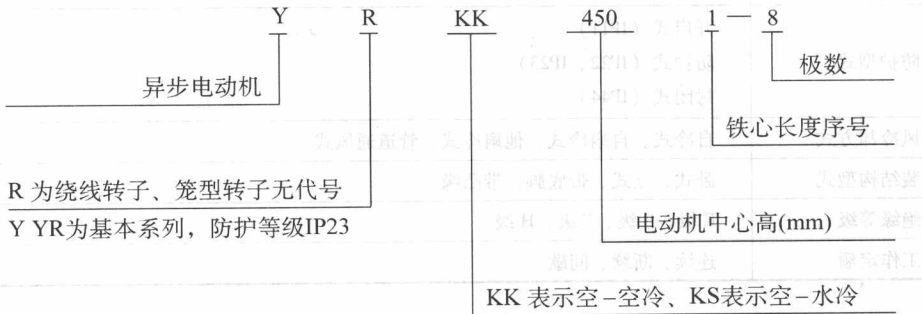 Y R KK 450 1 — 8
极数
异步电动机
铁心长度序号
R 为绕线转子、笼型转子无代号
Y YR为基本系列，防护等级IP23
电动机中心高(mm)
KK 表示空–空冷、KS表示空–水冷